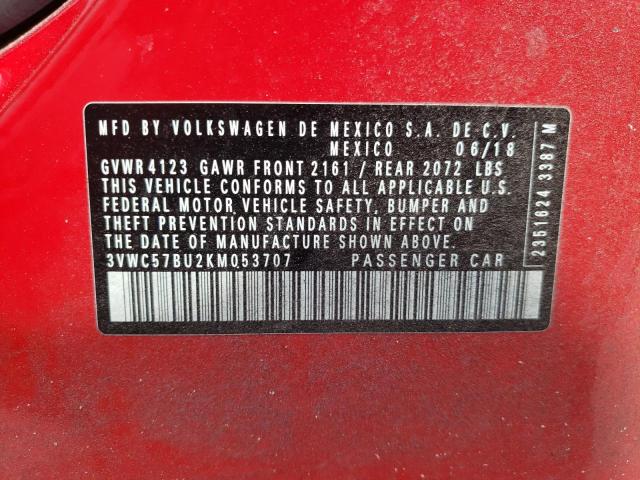 MFD BY VOLKSWAGEN DE MEXICO S.A. DE C.V.
MEXICO 06/18
GVWR 4123 GAWR FRONT 2161 / REAR 2072 LBS
THIS VEHICLE CONFORMS TO ALL APPLICABLE U.S.
FEDERAL MOTOR VEHICLE SAFETY, BUMPER AND
THEFT PREVENTION STANDARDS IN EFFECT ON
THE DATE OF MANUFACTURE SHOWN ABOVE.
3VWC57BU2KM053707 PASSENGER CAR
2351624 3387 M